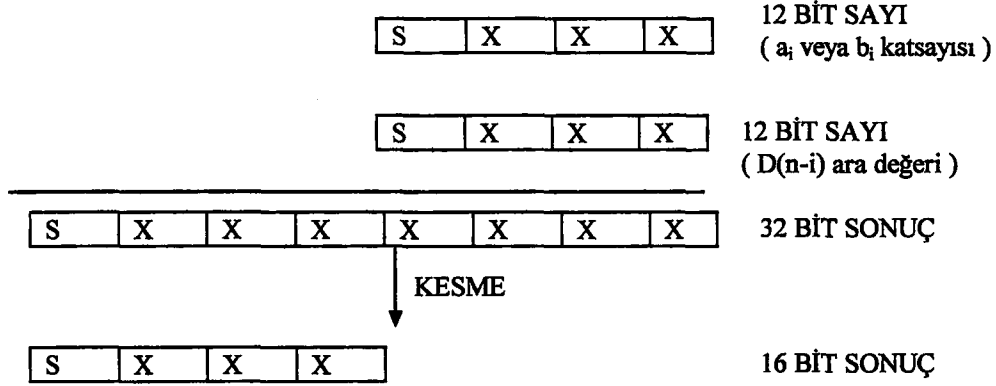 12 BİT SAYI
S X X X
( aᵢ veya bᵢ katsayısı )
S X X X
12 BİT SAYI
( D(n-i) ara değeri )
S X X X X X X X
32 BİT SONUÇ
KESME
S X X X
16 BİT SONUÇ